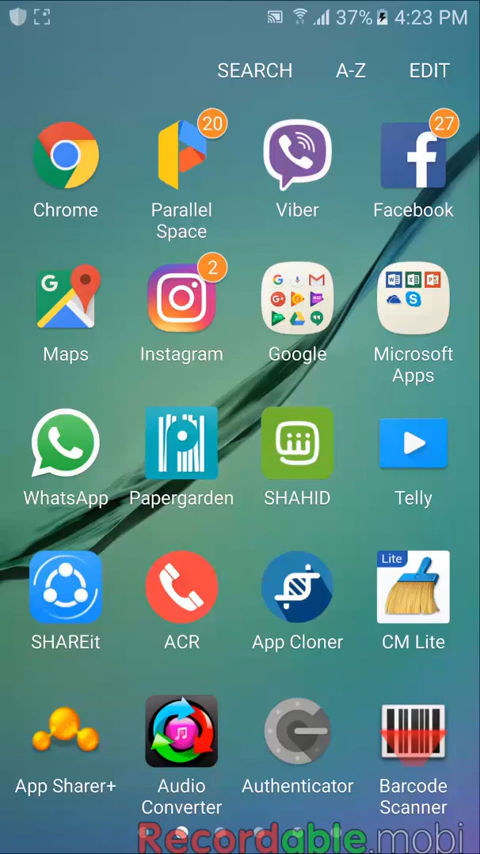 37% 4:23 PM
SEARCH A-Z EDIT
20
27
Chrome
Parallel
Space
Viber
Facebook
G
2
Maps
Instagram
Google
Microsoft
Apps
WhatsApp
Papergarden
SHAHID
Telly
Lite
SHAREit
ACR
App Cloner
CM Lite
App Sharer+
Audio
Converter
Authenticator
Barcode
Scanner
Recordable.mobi